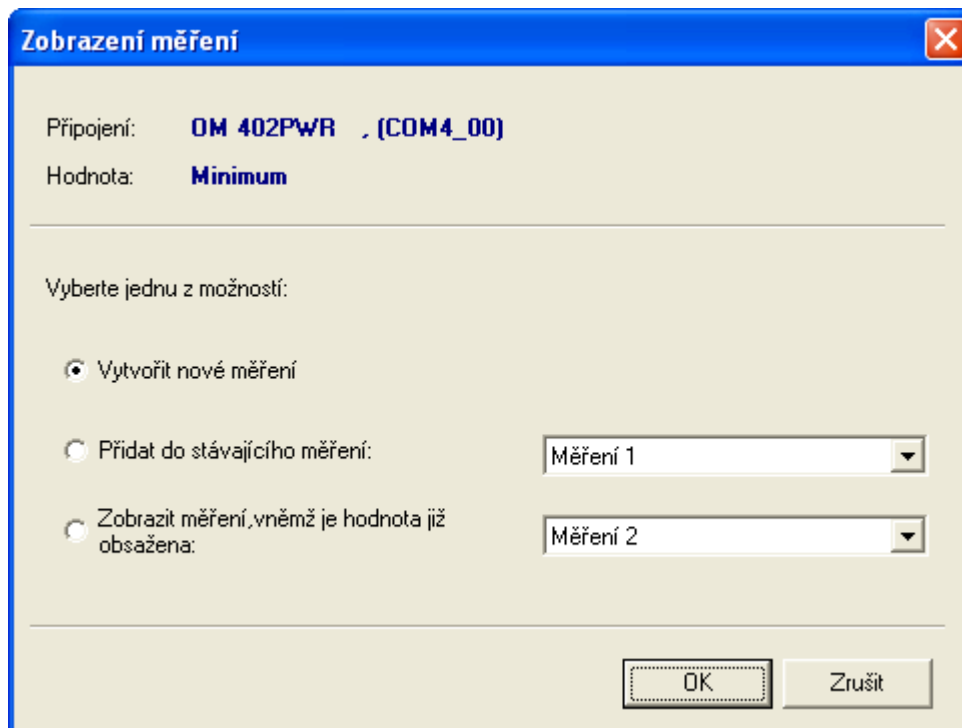 Zobrazení měření
Připojení: OM 402PWR , (COM4_00)
Hodnota: Minimum
Vyberte jednu z možností:
Vytvořit nové měření
Přidat do stávajícího měření: Měření 1
Zobrazit měření,vněmž je hodnota již
obsažena: Měření 2
OK Zrušit